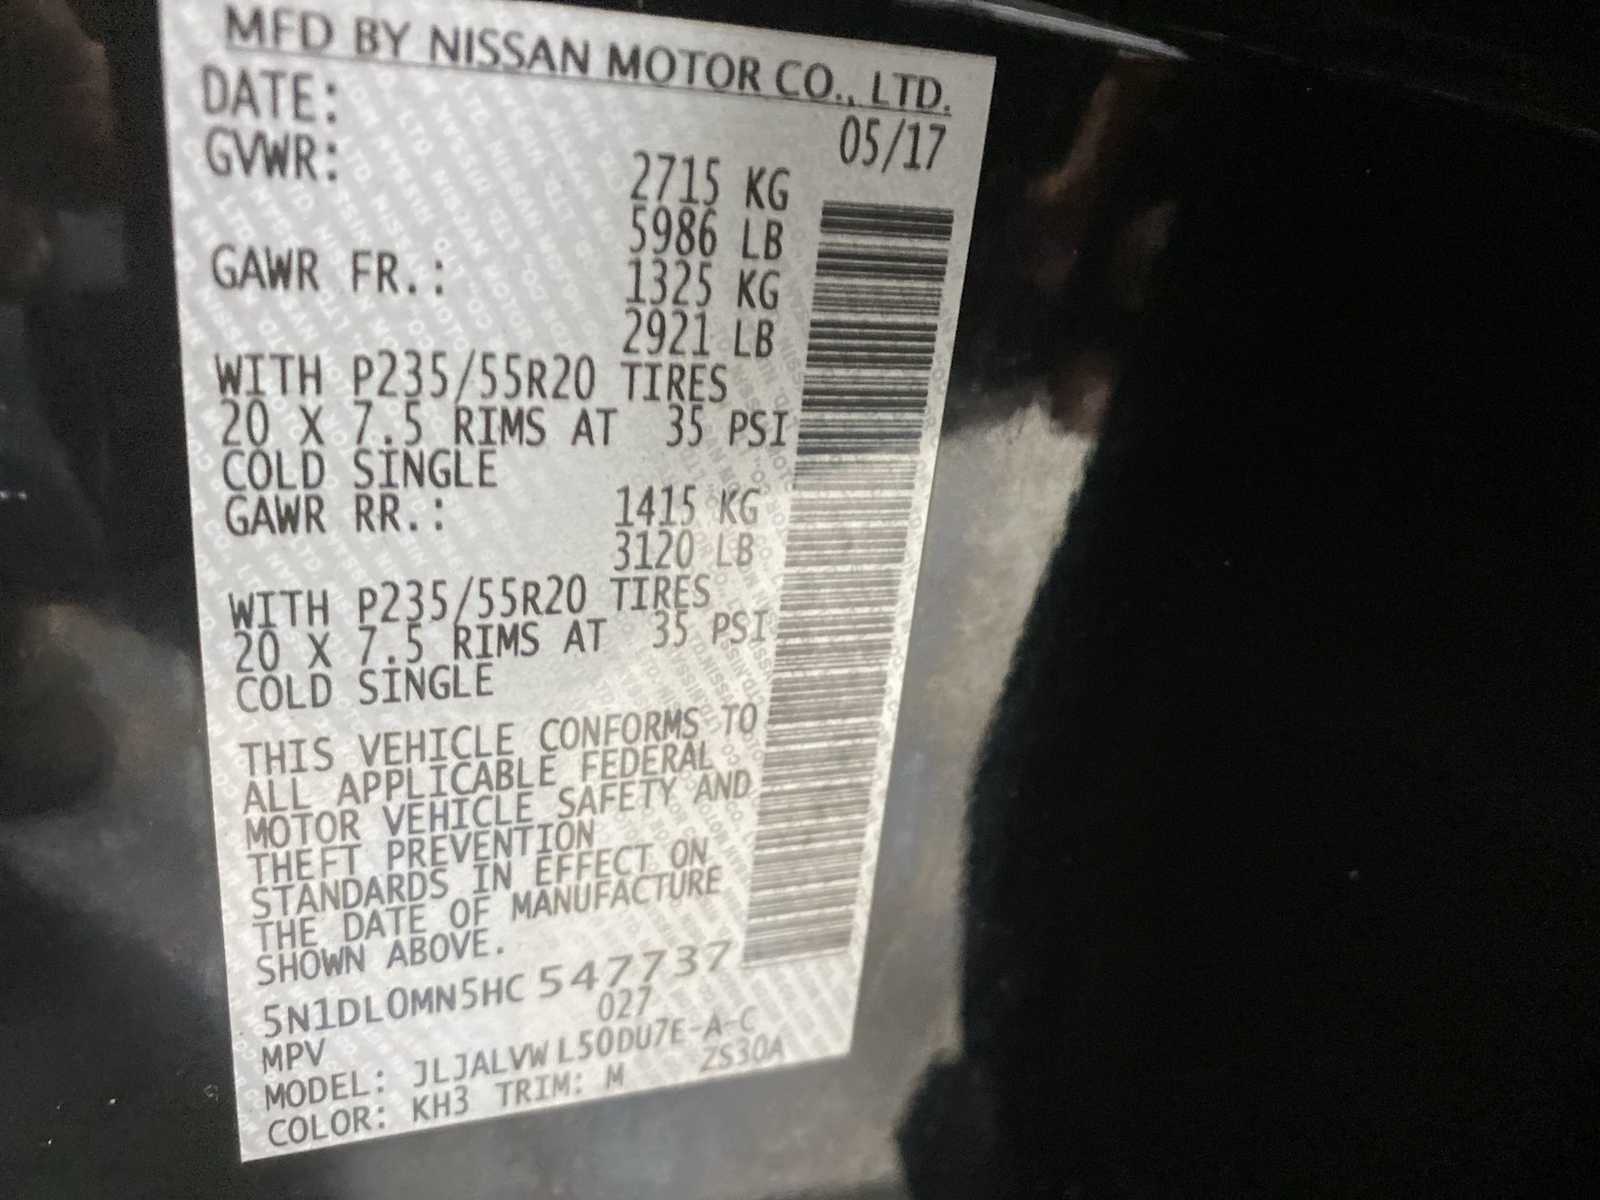 MFD BY NISSAN MOTOR CO., LTD.
DATE: 05/17
GVWR: 2715 KG
5986 LB
GAWR FR.: 1325 KG
2921 LB
WITH P235/55R20 TIRES
20 X 7.5 RIMS AT 35 PSI
COLD SINGLE
GAWR RR.: 1415 KG
3120 LB
WITH P235/55R20 TIRES
20 X 7.5 RIMS AT 35 PSI
COLD SINGLE
THIS VEHICLE CONFORMS TO
ALL APPLICABLE FEDERAL
MOTOR VEHICLE SAFETY AND
THEFT PREVENTION
STANDARDS IN EFFECT ON
THE DATE OF MANUFACTURE
SHOWN ABOVE.
5N1DL0MN5HC547737
MPV 027
MODEL: JLJALVWL50DU7E-A-C
COLOR: KH3 TRIM: M ZS30A